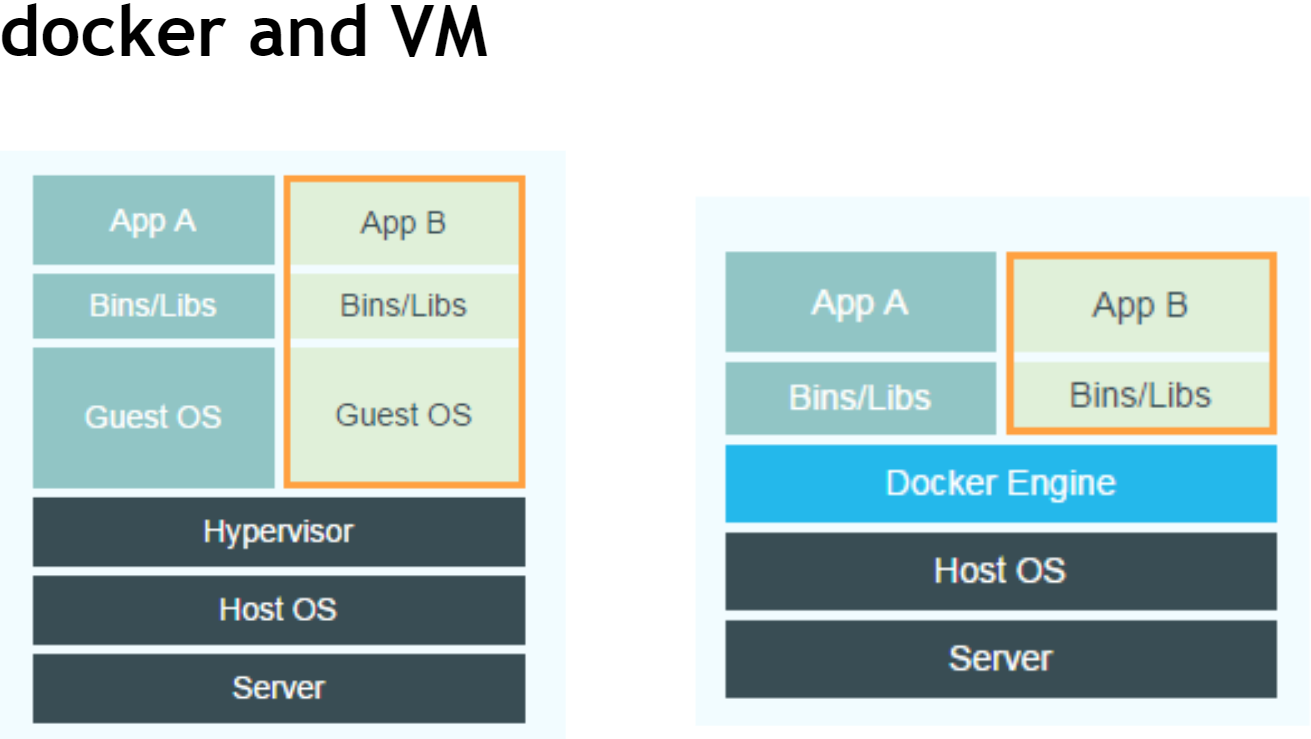 docker and VM
App A
App B
Bins/Libs
Bins/Libs
Guest OS
Guest OS
Hypervisor
Host OS
Server
App A
App B
Bins/Libs
Bins/Libs
Docker Engine
Host OS
Server